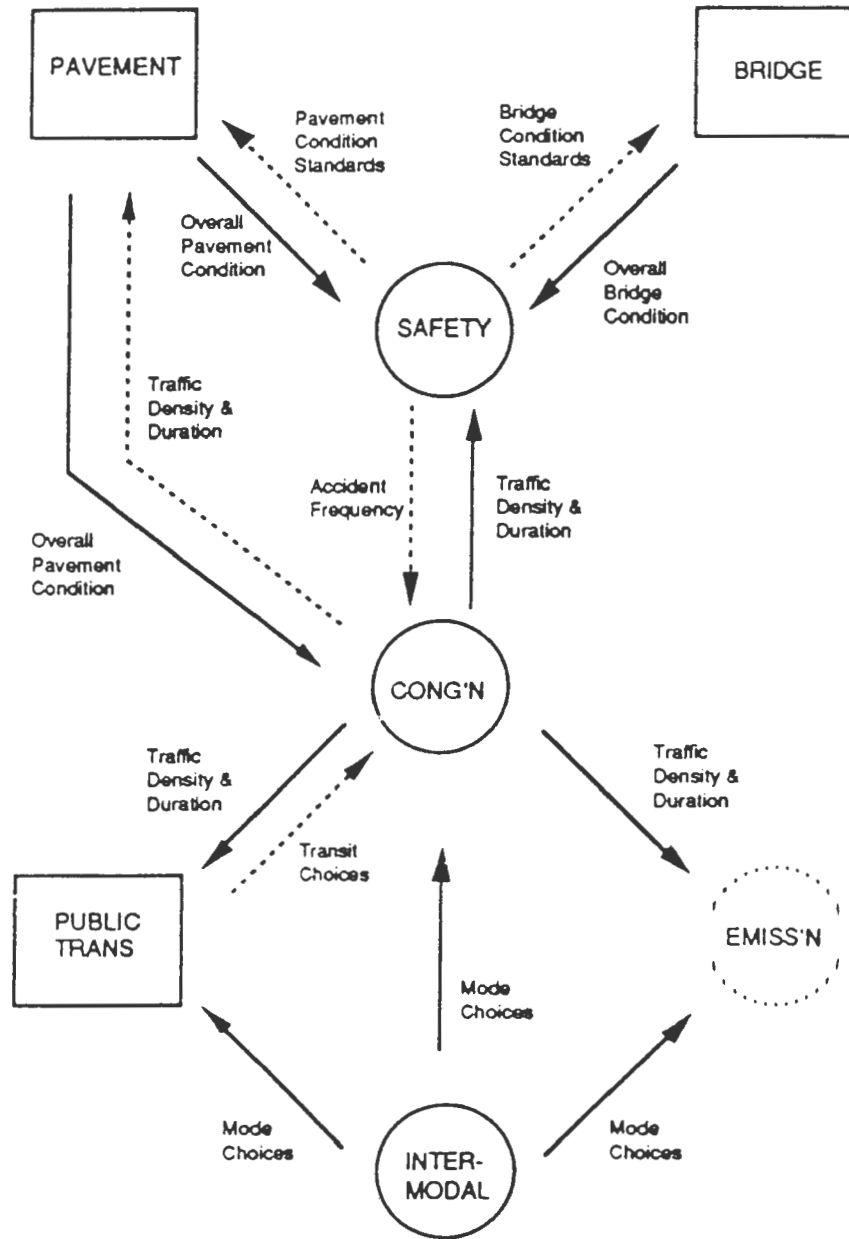 PAVEMENT
BRIDGE
Pavement
Condition
Standards
Bridge
Condition
Standards
Overall
Pavement
Condition
Overall
Bridge
Condition
SAFETY
Traffic
Density &
Duration
Accident
Frequency
Traffic
Density &
Duration
Overall
Pavement
Condition
CONG'N
Traffic
Density &
Duration
Traffic
Density &
Duration
Transit
Choices
PUBLIC
TRANS
EMISS'N
Mode
Choices
Mode
Choices
Mode
Choices
INTER-
MODAL